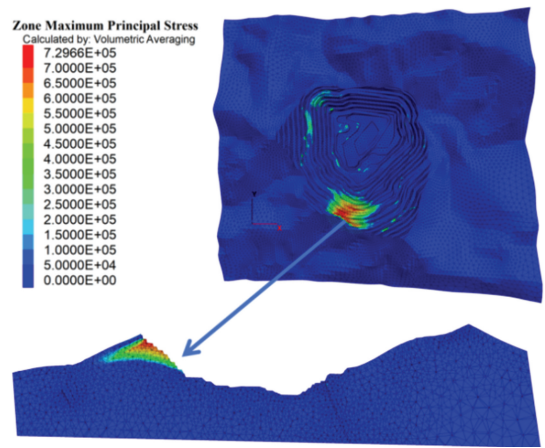 Zone Maximum Principal Stress
Calculated by: Volumetric Averaging
7.2966E+05
7.0000E+05
6.5000E+05
6.0000E+05
5.5000E+05
5.0000E+05
4.5000E+05
4.0000E+05
3.5000E+05
3.0000E+05
2.5000E+05
2.0000E+05
1.5000E+05
1.0000E+05
5.0000E+04
0.0000E+00